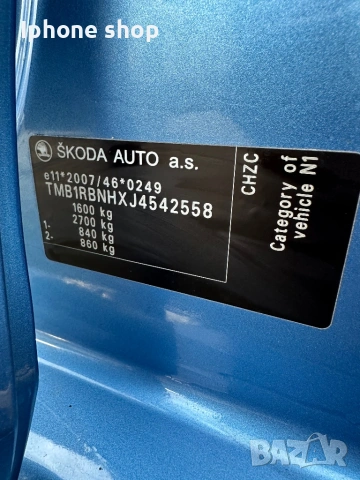 Iphone shop
ŠKODA AUTO a.s.
e11*2007/46*0249
TMB1RBNHXJ4542558
1600 kg
2700 kg
1- 840 kg
2- 860 kg
CHZC
Category of
vehicle N1
BAZAR
bg